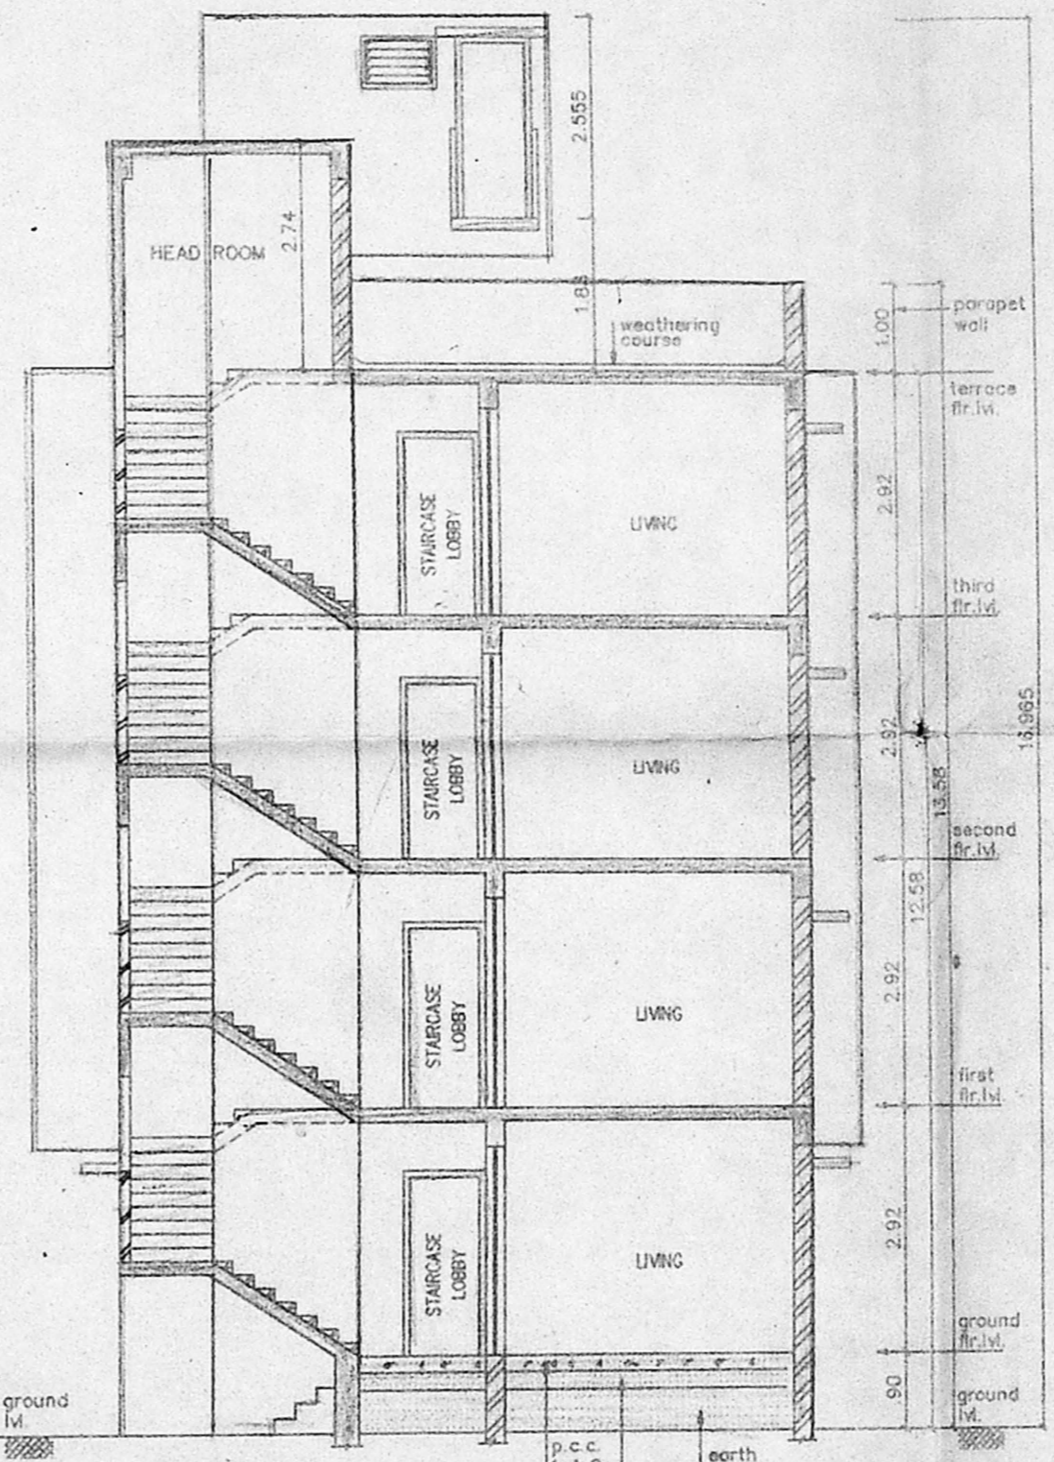 2.555
HEAD ROOM
2.74
weathering
course
1.00
parapet
wall
terrace
flr.lvl.
STAIRCASE
LOBBY
LIVING
2.92
third
flr.lvl.
STAIRCASE
LOBBY
LIVING
2.92
16.965
13.58
second
flr.lvl.
12.58
STAIRCASE
LOBBY
LIVING
2.92
first
flr.lvl.
STAIRCASE
LOBBY
LIVING
2.92
ground
flr.lvl.
90
ground
lvl.
ground
lvl.
p.c.c.
earth